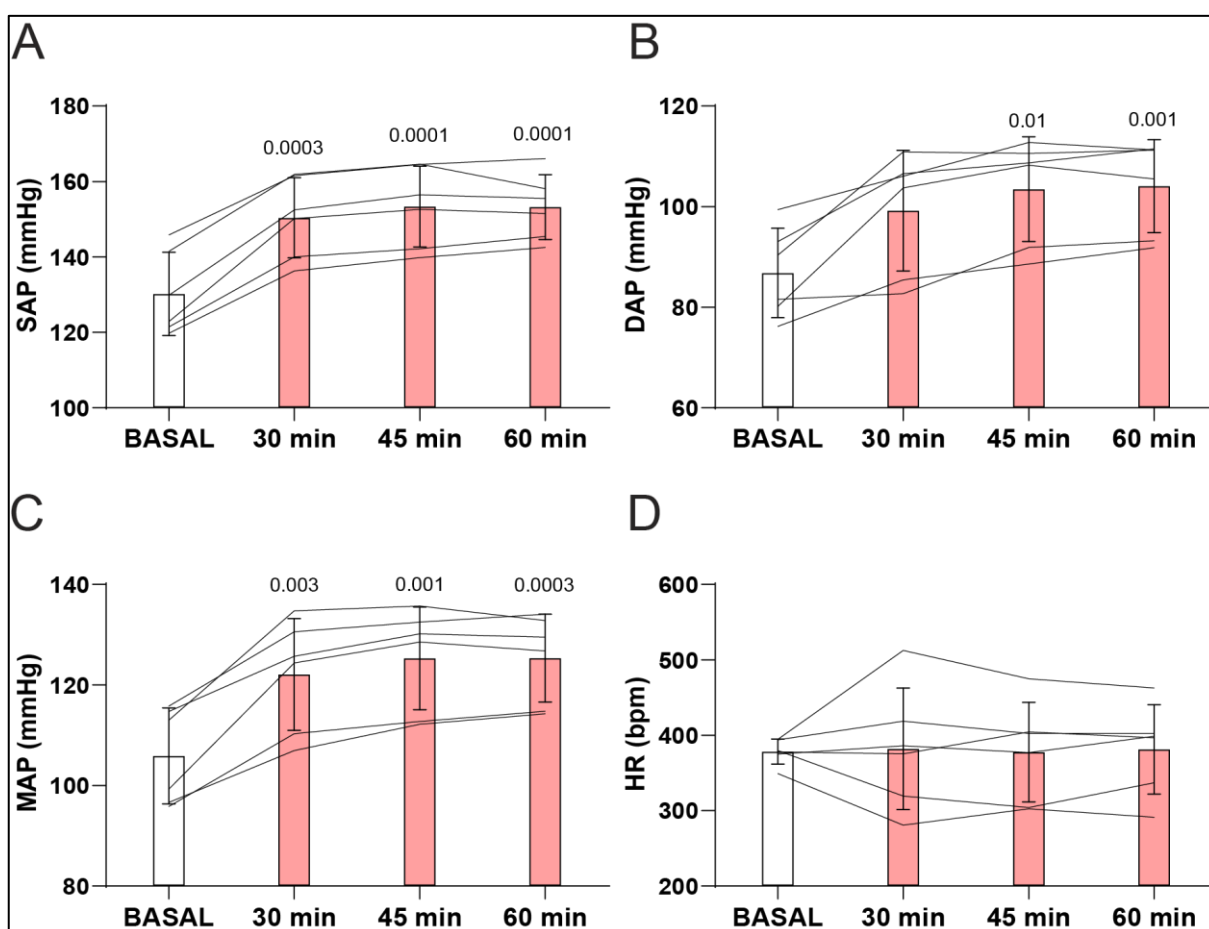 A
SAP (mmHg)
180
160
140
120
100
0.0003
0.0001
0.0001
BASAL
30 min
45 min
60 min
B
DAP (mmHg)
120
100
80
60
0.01
0.001
BASAL
30 min
45 min
60 min
C
MAP (mmHg)
140
120
100
80
0.003
0.001
0.0003
BASAL
30 min
45 min
60 min
D
HR (bpm)
600
500
400
300
200
BASAL
30 min
45 min
60 min